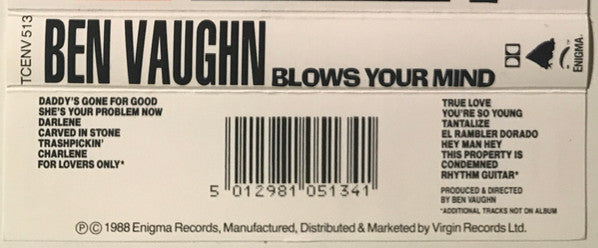 TCENV 513
BEN VAUGHN BLOWS YOUR MIND
ENIGMA
DADDY'S GONE FOR GOOD
SHE'S YOUR PROBLEM NOW
DARLENE
CARVED IN STONE
TRASHPICKIN'
CHARLENE
FOR LOVERS ONLY*
5 012981 051341
TRUE LOVE
YOU'RE SO YOUNG
TANTALIZE
EL RAMBLER DORADO
HEY MAN HEY
THIS PROPERTY IS
CONDEMNED
RHYTHM GUITAR*
PRODUCED & DIRECTED
BY BEN VAUGHN
*ADDITIONAL TRACKS NOT ON ALBUM
℗© 1988 Enigma Records, Manufactured, Distributed & Marketed by Virgin Records Ltd.